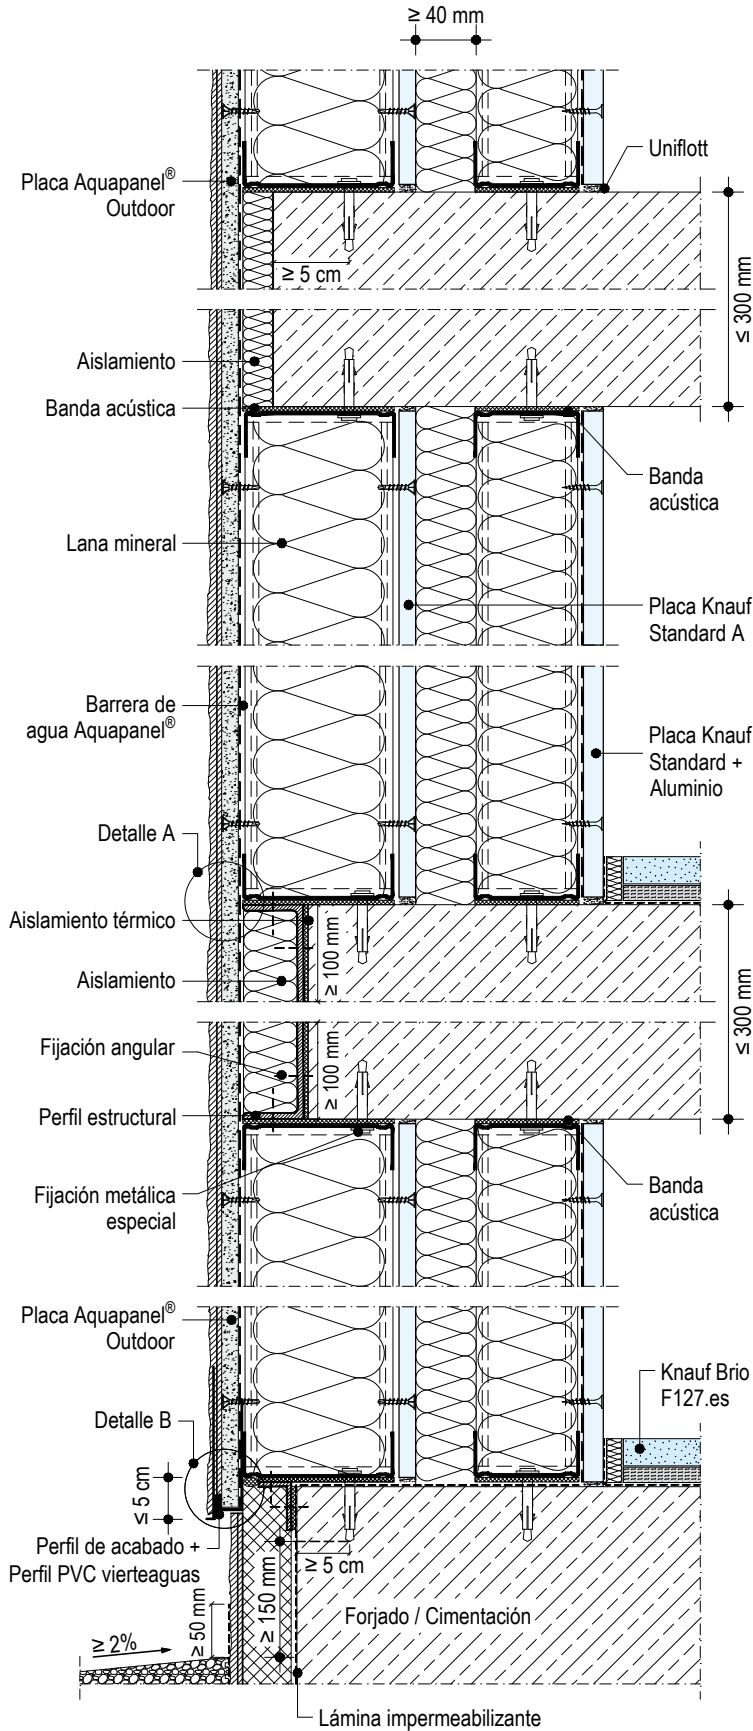 ≥ 40 mm
Uniflott
Placa Aquapanel®
Outdoor
≥ 5 cm
≤ 300 mm
Aislamiento
Banda acústica
Banda
acústica
Lana mineral
Placa Knauf
Standard A
Barrera de
agua Aquapanel®
Placa Knauf
Standard +
Aluminio
Detalle A
Aislamiento térmico
≥ 100 mm
Aislamiento
≤ 300 mm
Fijación angular
≥ 100 mm
Perfil estructural
Fijación metálica
especial
Banda
acústica
Placa Aquapanel®
Outdoor
Knauf Brio
F127.es
Detalle B
≤ 5 cm
Perfil de acabado +
Perfil PVC vierteaguas
≥ 5 cm
≥ 150 mm
≥ 50 mm
Forjado / Cimentación
≥ 2%
Lámina impermeabilizante